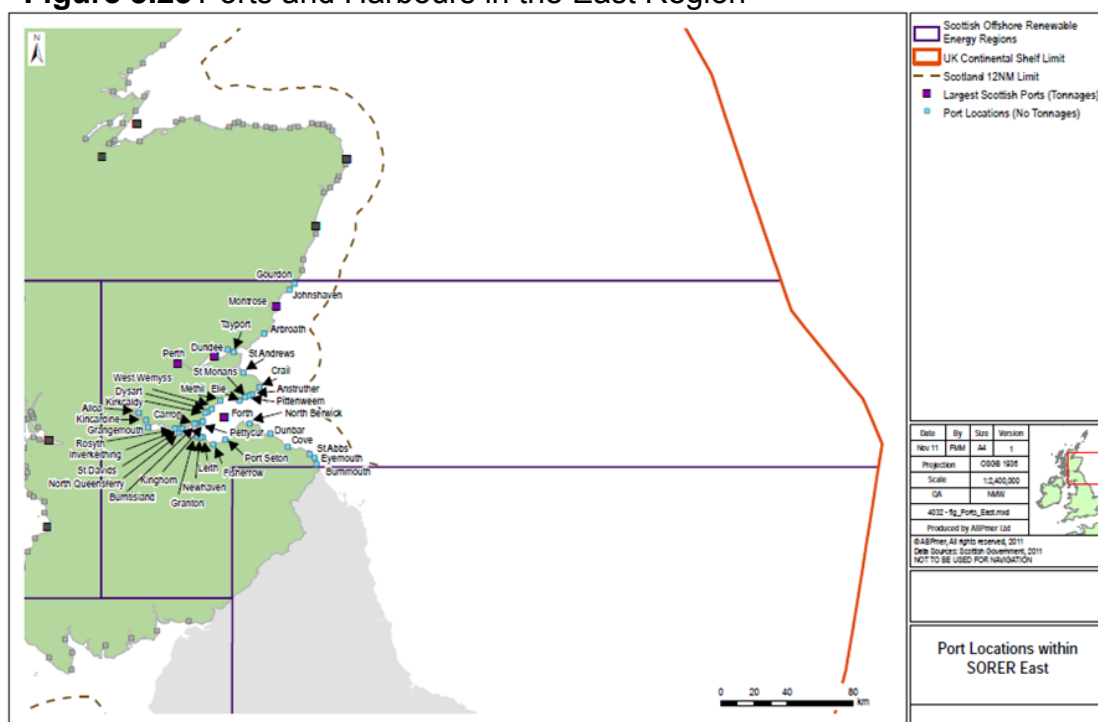 Figure 3.23 Ports and Harbours in the East Region
N
Scottish Offshore Renewable
Energy Regions
UK Continental Shelf Limit
Scotland 12NM Limit
Largest Scottish Ports (Tonnages)
Port Locations (No Tonnages)
Gourdon
Johnshaven
Montrose
Arbroath
Tayport
Dundee
Perth
St Andrews
St Monans
Crail
West Wemyss
Methil
Elie
Anstruther
Dysart
Pittenweem
Kirkcaldy
Alloa
Carron
Forth
North Berwick
Kincardine
Grangemouth
Pettycur
Dunbar
Rosyth
Cove
Inverkeithing
Leith
Port Seton
St Abbs
St Davids
Kinghorn
Fisherrow
Eyemouth
North Queensferry
Newhaven
Burnmouth
Burntisland
Granton
Date By Size Version
Nov 11 FMM A4 1
Projection OSGB 1936
Scale 1:2,400,000
QA NMW
4032 - fig_Ports_East.mxd
Produced by ABPmer Ltd
© ABPmer, All rights reserved, 2011
Data Sources: Scottish Government, 2011
NOT TO BE USED FOR NAVIGATION
Port Locations within
SORER East
0 20 40 80
km